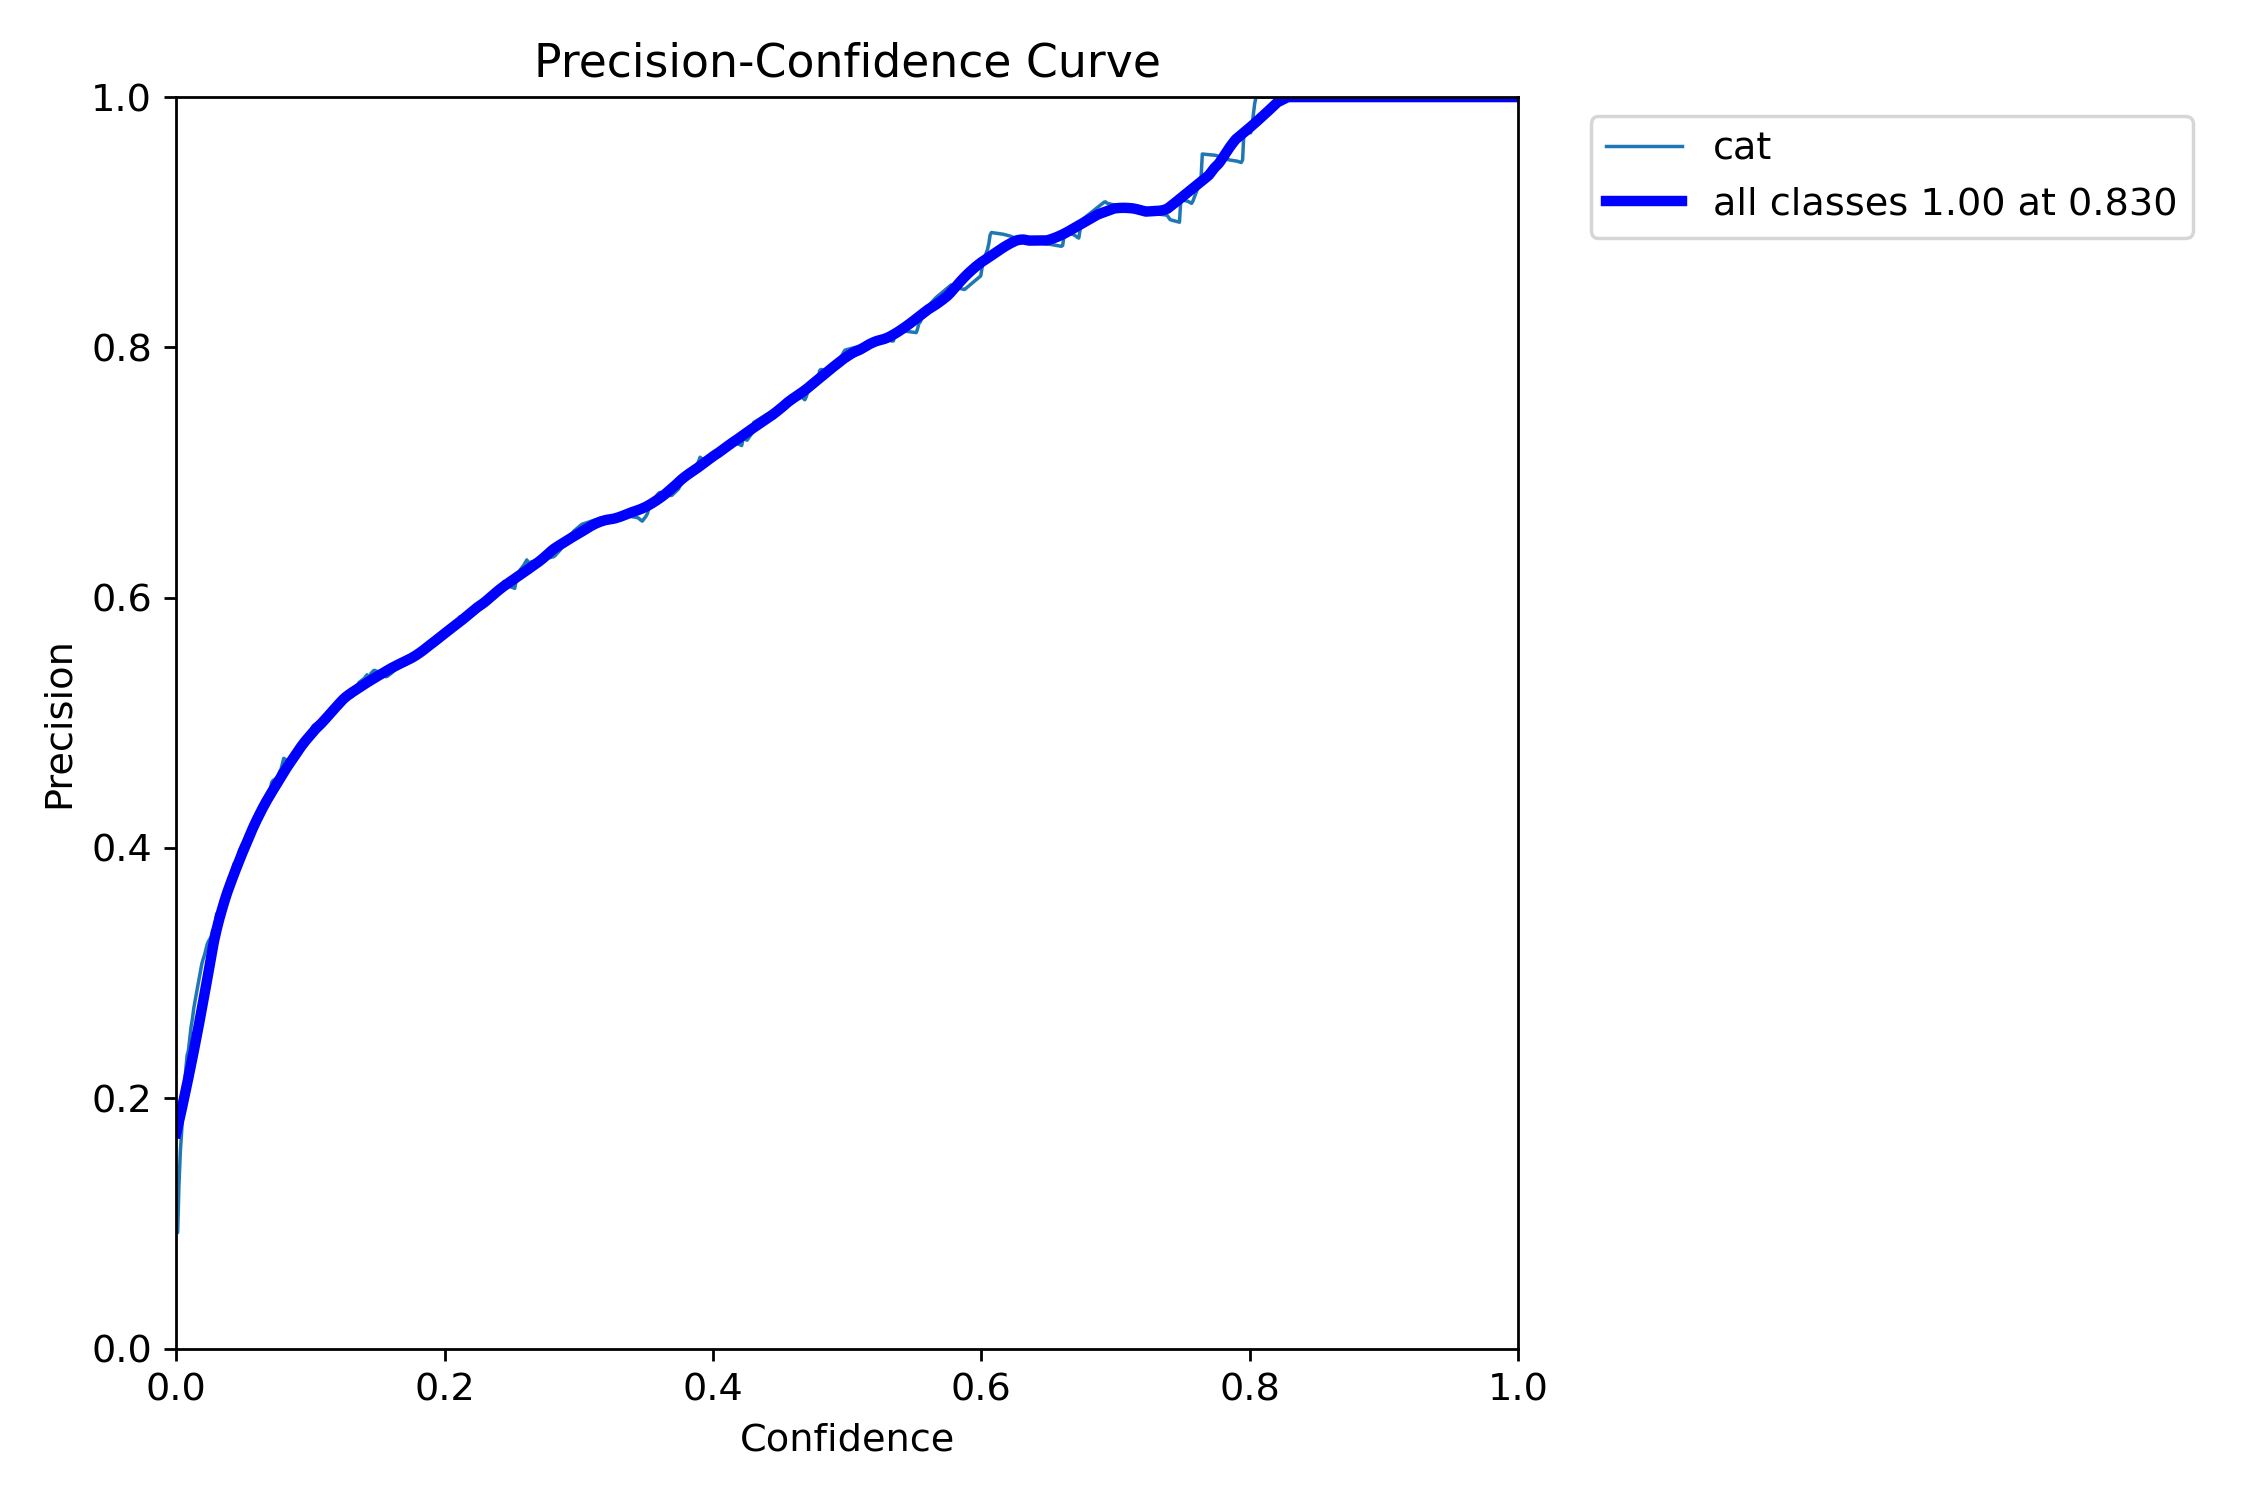 Precision-Confidence Curve
1.0
0.8
0.6
0.4
0.2
0.0
Precision
0.0 0.2 0.4 0.6 0.8 1.0
Confidence
cat
all classes 1.00 at 0.830